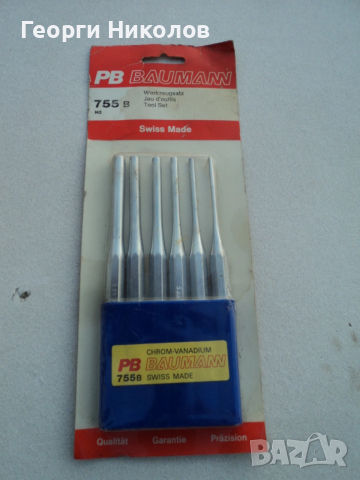 Георги Николов
PB BAUMANN
755 B
NO
Werkzeugsatz
Jeu d'outils
Tool Set
Swiss Made
CHROM-VANADIUM
PB BAUMANN
755B SWISS MADE
Qualität Garantie Präzision
BAZAR